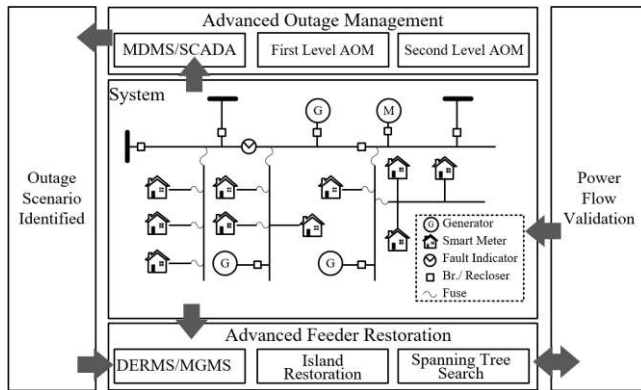 Advanced Outage Management
MDMS/SCADA
First Level AOM
Second Level AOM
System
G
M
Outage
Scenario
Identified
Power
Flow
Validation
G
G
G Generator
Smart Meter
Fault Indicator
Br./ Recloser
Fuse
Advanced Feeder Restoration
DERMS/MGMS
Island
Restoration
Spanning Tree
Search